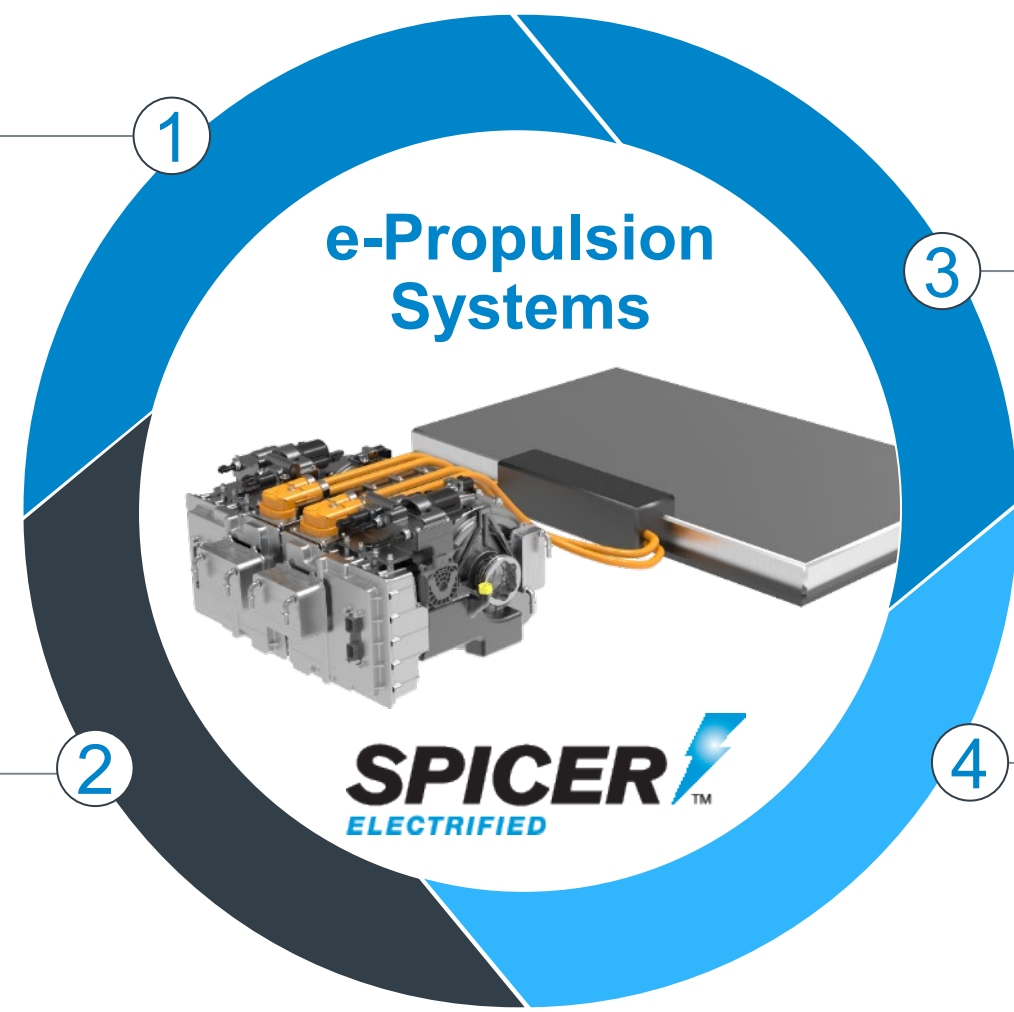 1
e-Propulsion
Systems
3
2
SPICER
TM
ELECTRIFIED
4